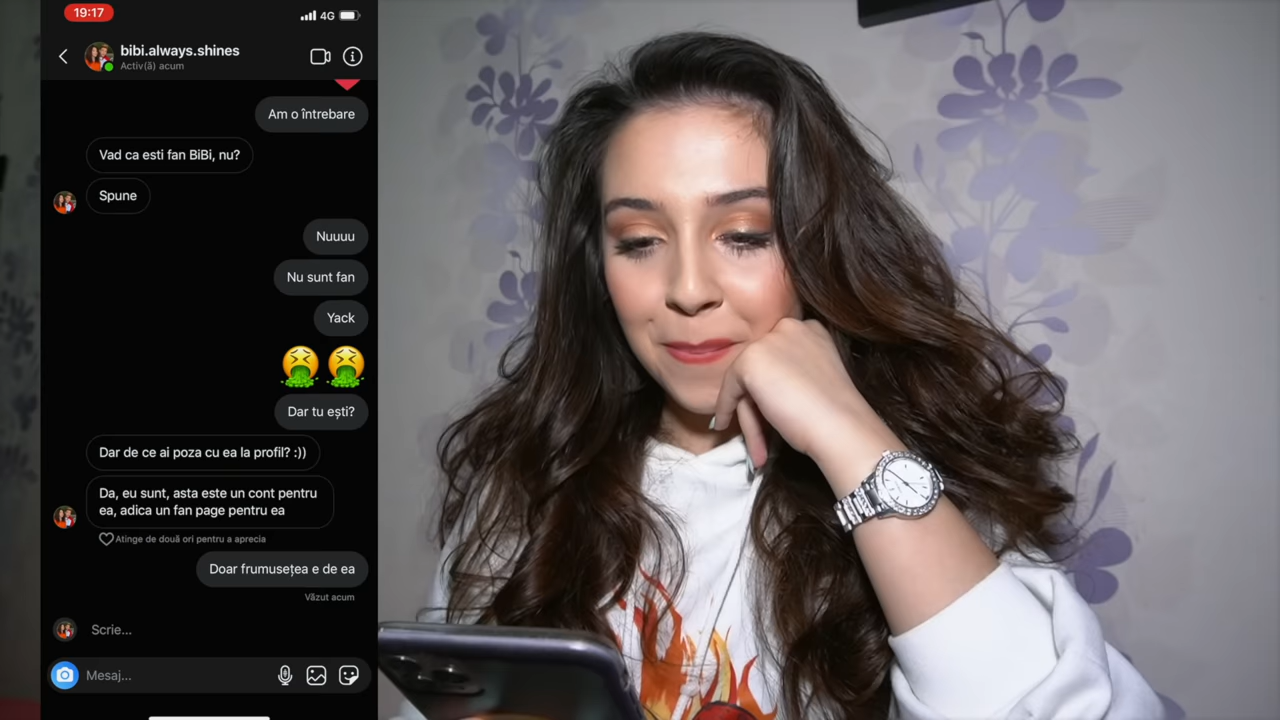 19:17
4G
bibi.always.shines
Activ(ă) acum
Am o întrebare
Vad ca esti fan BiBi, nu?
Spune
Nuuuu
Nu sunt fan
Yack
Dar tu ești?
Dar de ce ai poza cu ea la profil? :))
Da, eu sunt, asta este un cont pentru
ea, adica un fan page pentru ea
Atinge de două ori pentru a aprecia
Doar frumusețea e de ea
Văzut acum
Scrie...
Mesaj...